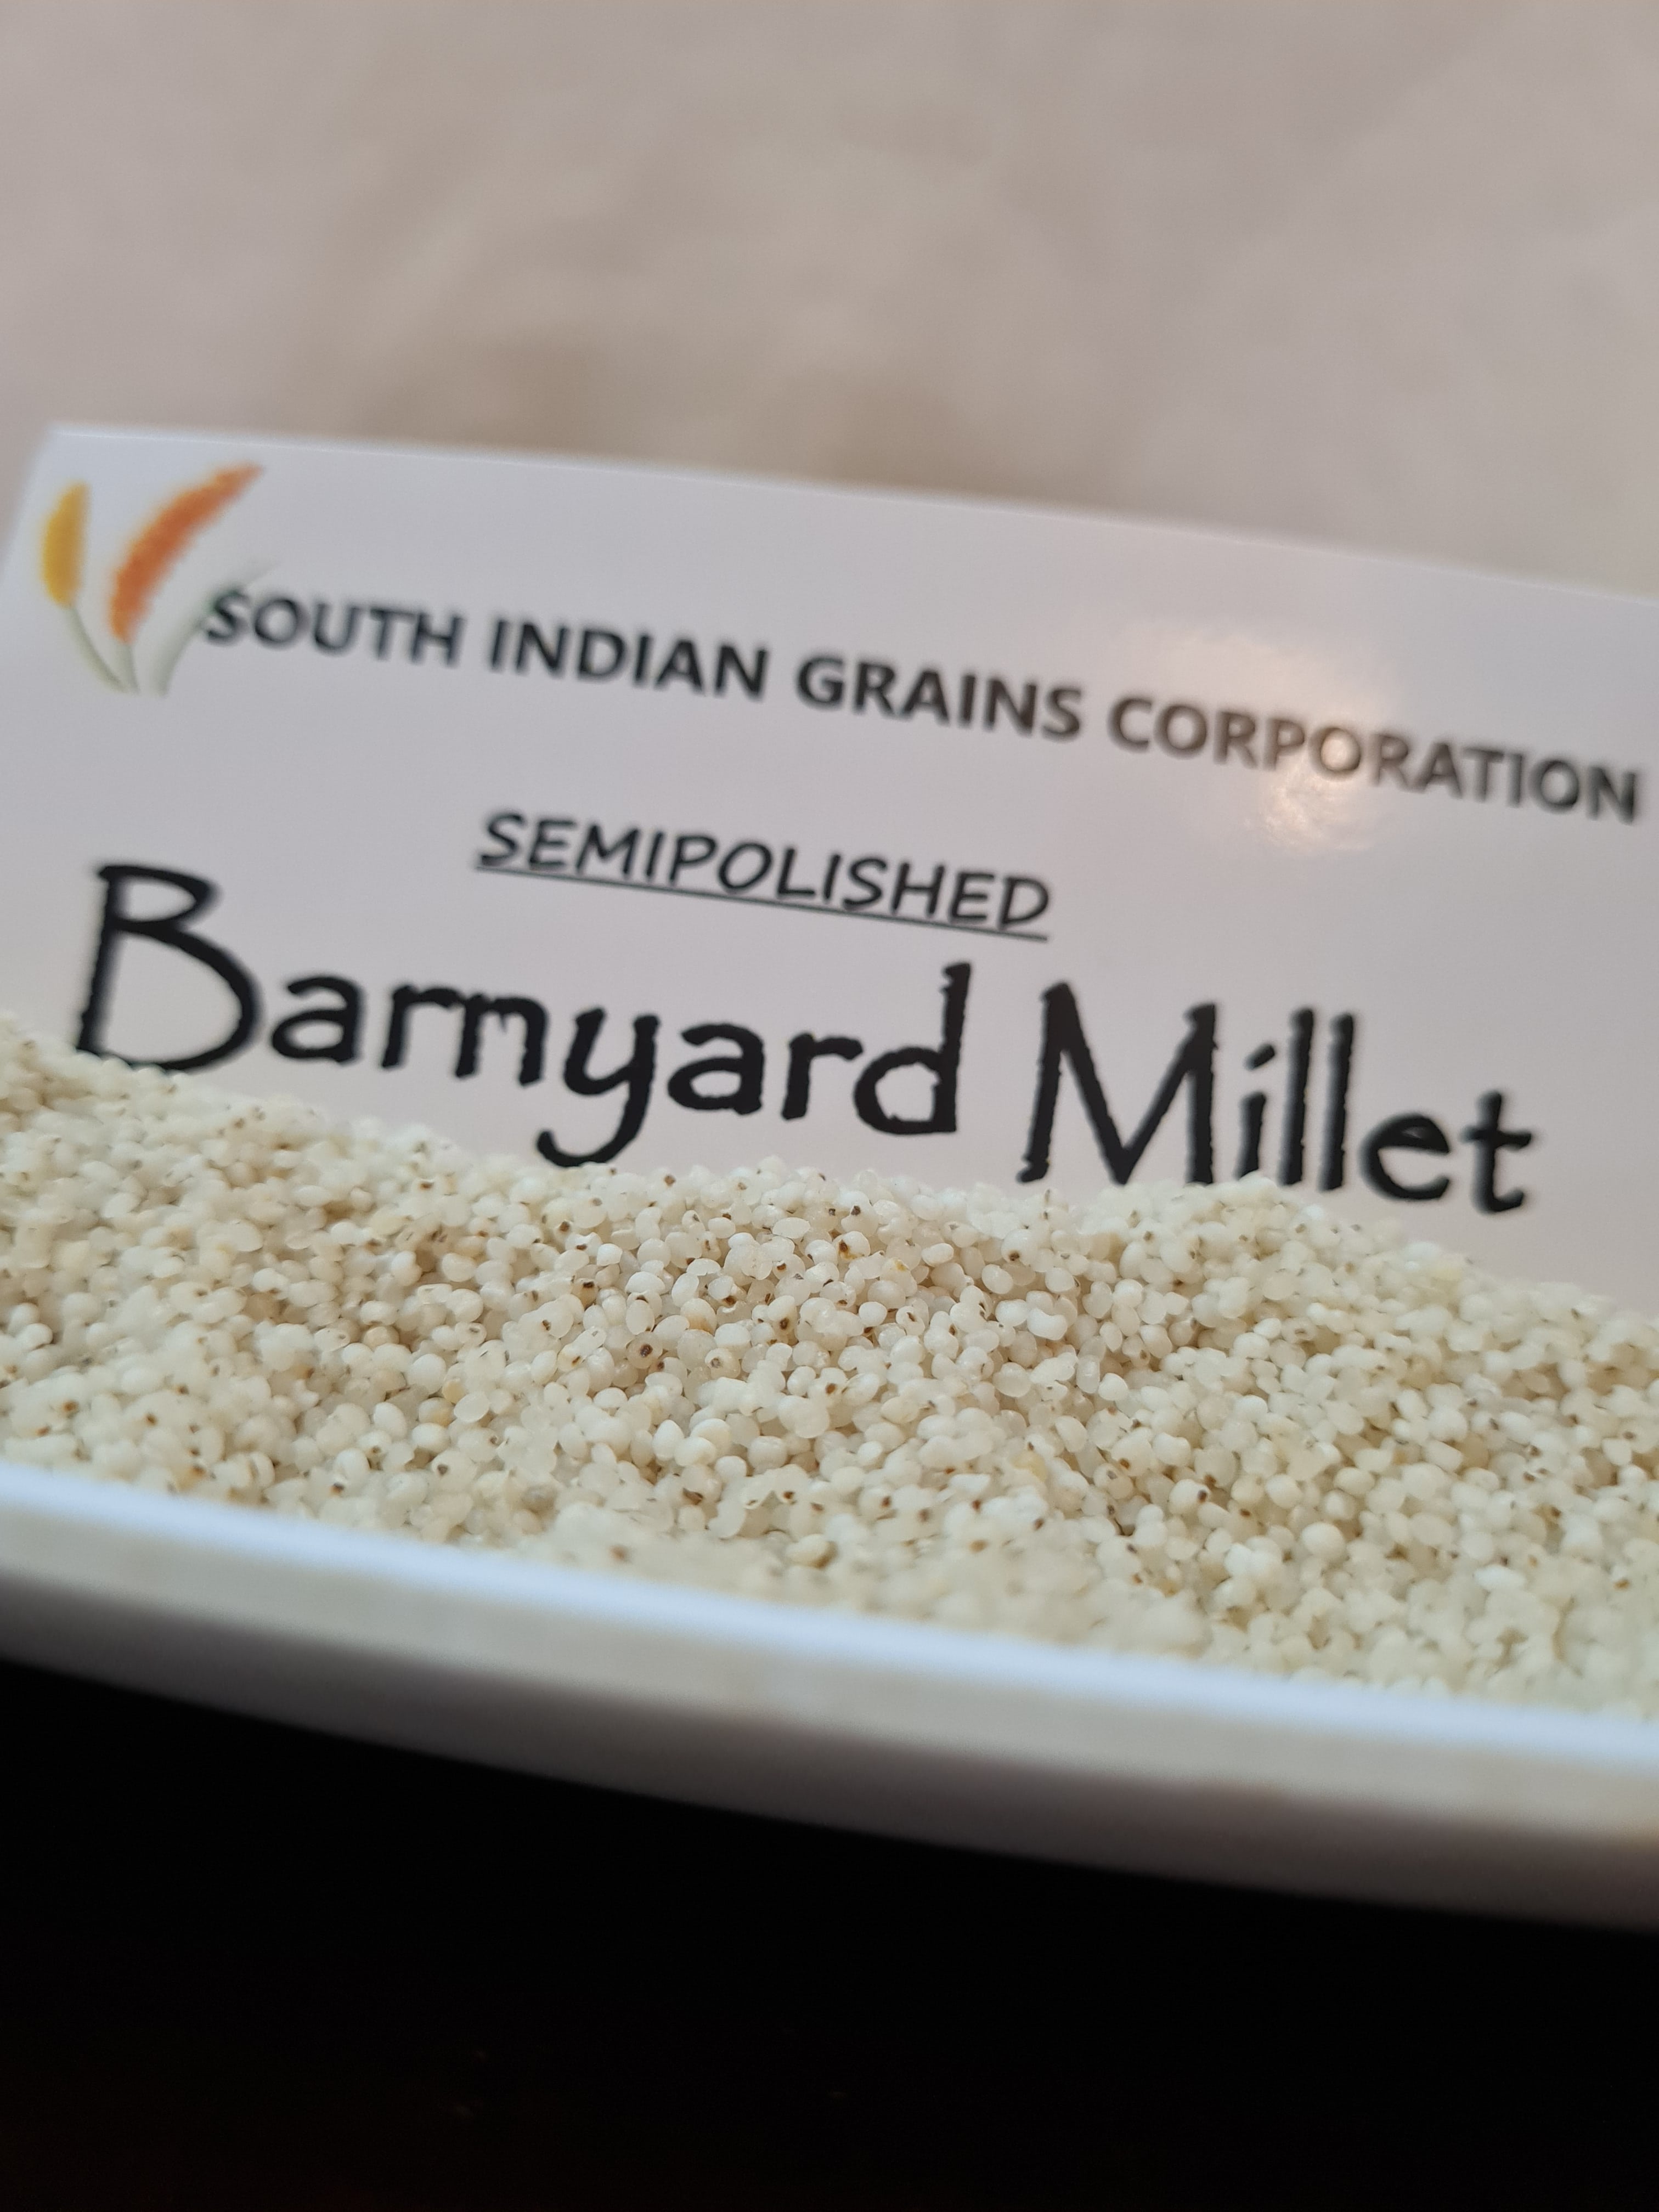 SOUTH INDIAN GRAINS CORPORATION
SEMIPOLISHED
Barnyard Millet